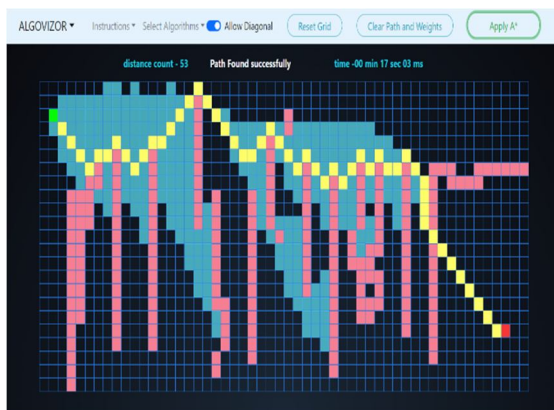 ALGOVIZOR Instructions Select Algorithms Allow Diagonal Reset Grid Clear Path and Weights Apply A*
distance count - 53 Path Found successfully time -00 min 17 sec 03 ms